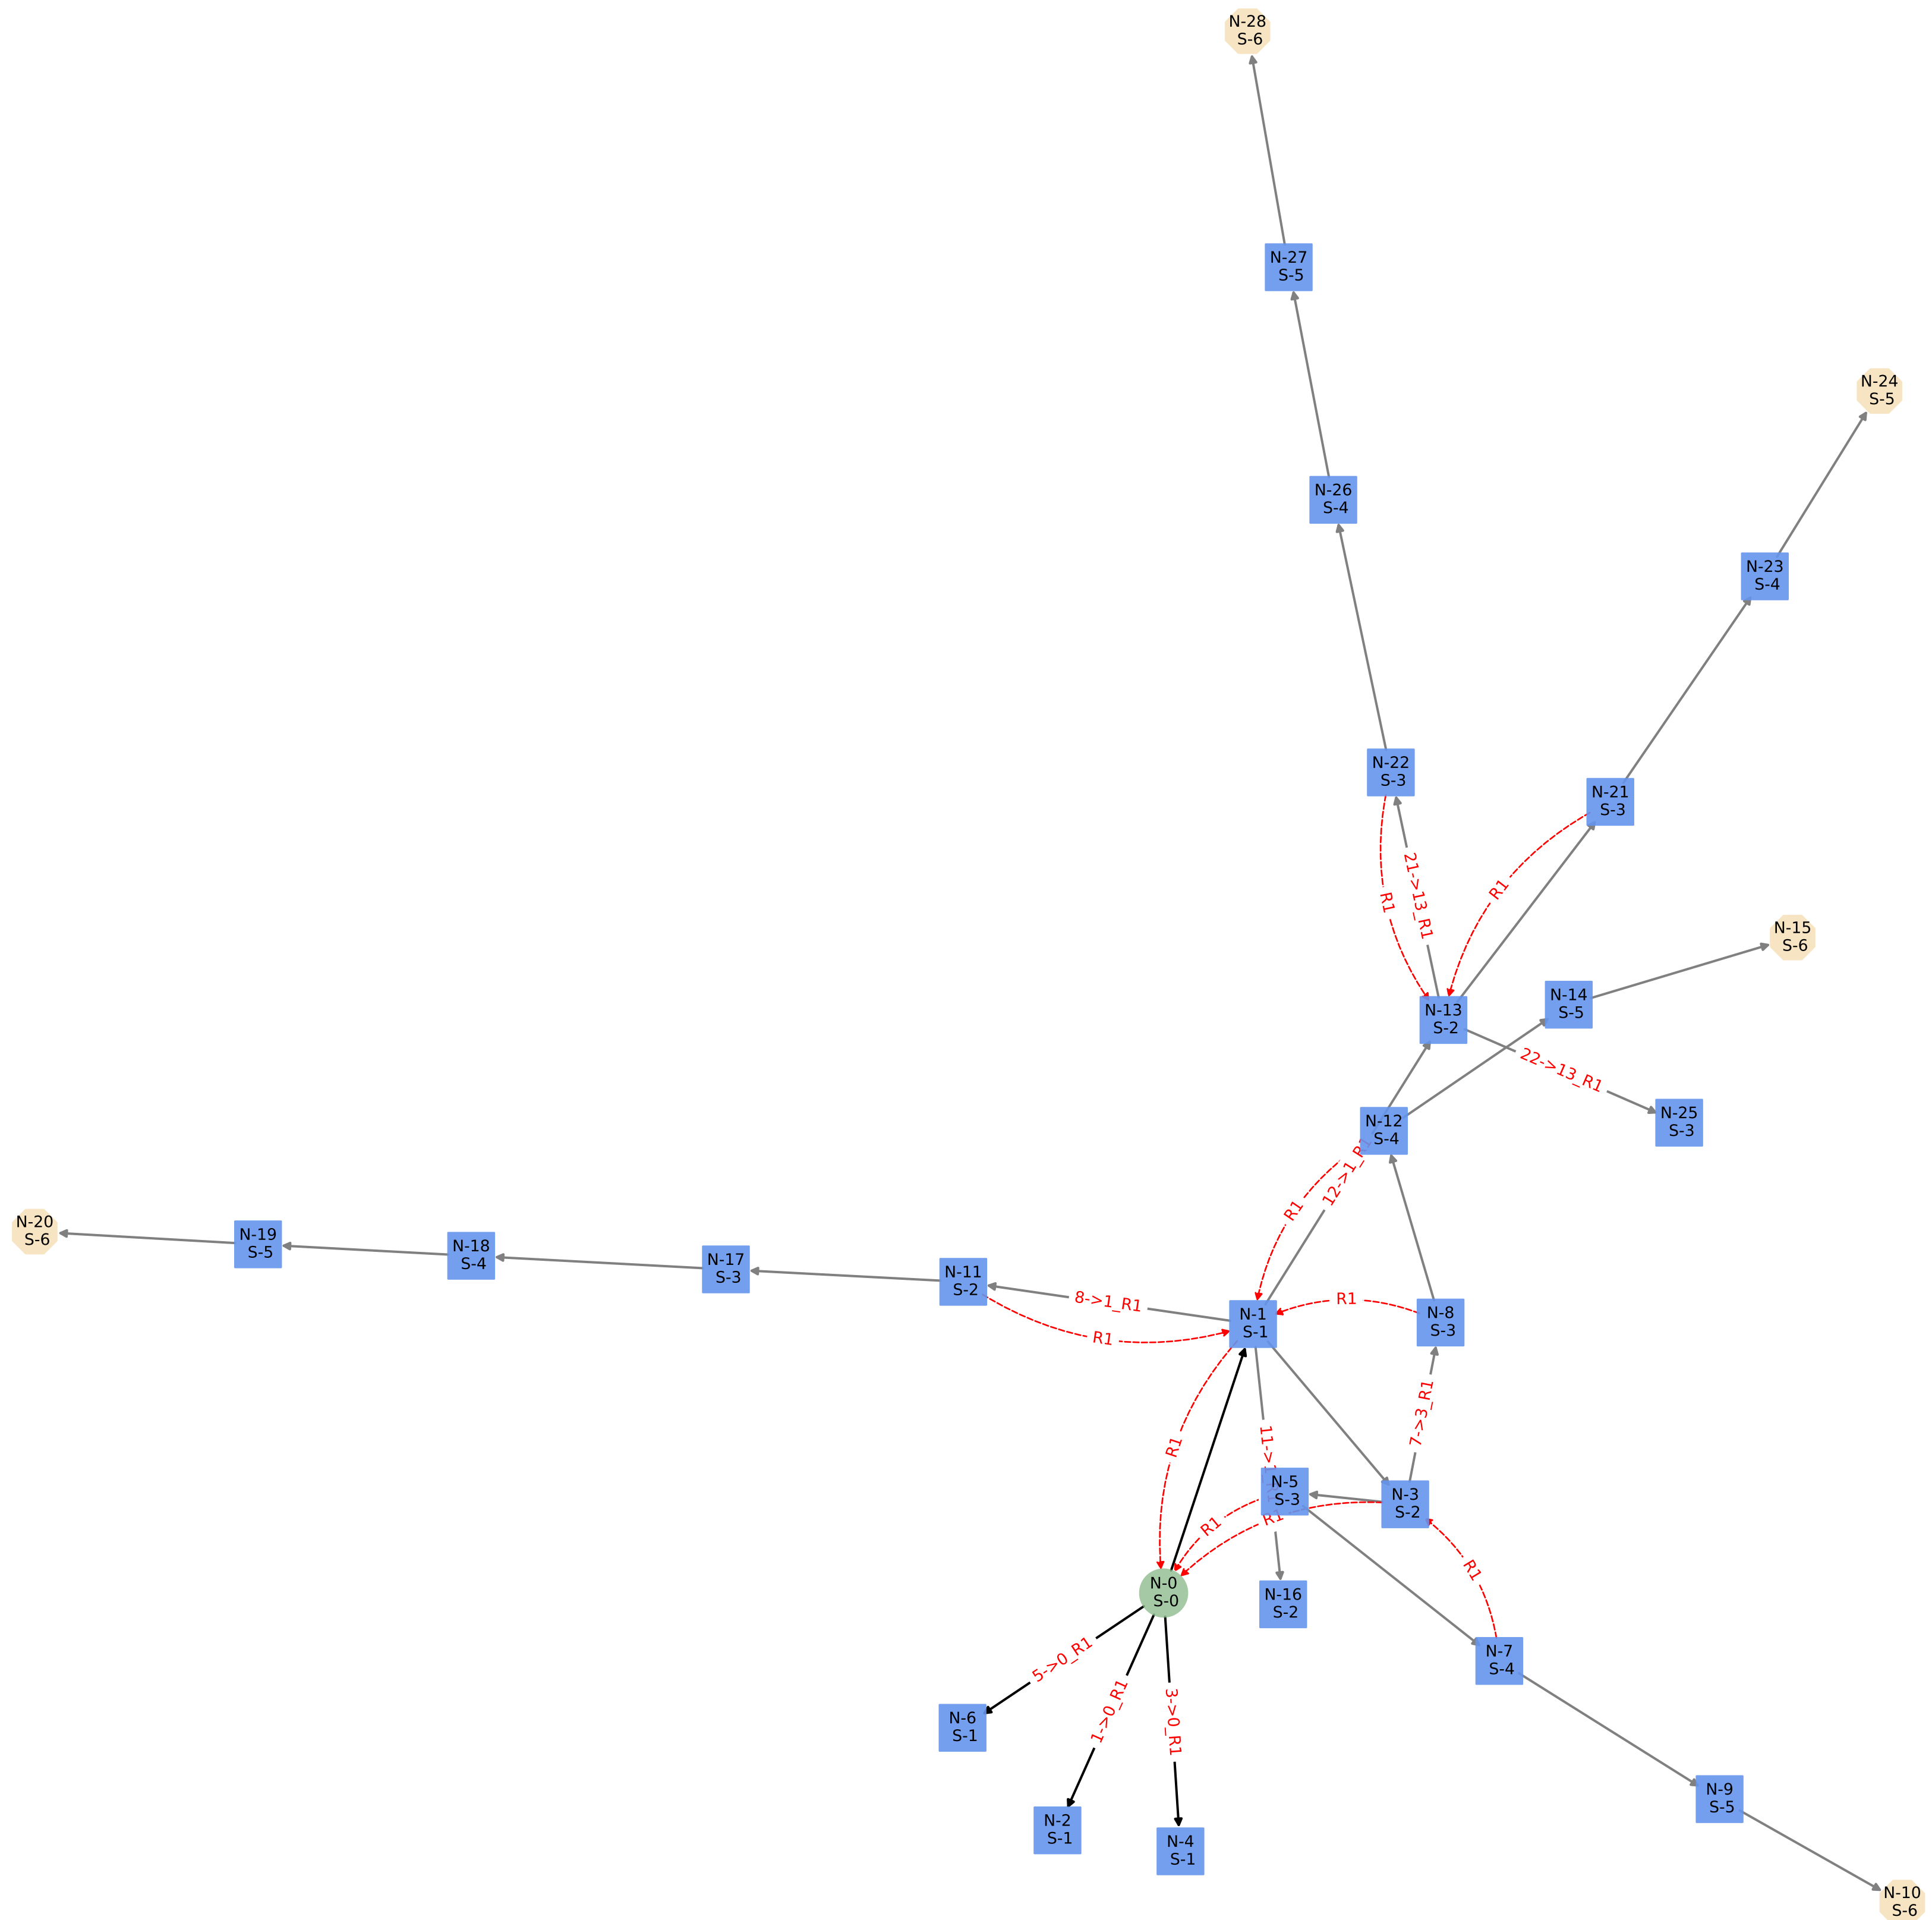 N-28
S-6
N-27
S-5
N-24
S-5
N-26
S-4
N-23
S-4
N-22
S-3
N-21
S-3
R1
21->13_R1
R1
N-15
S-6
N-14
S-5
N-13
S-2
22->13_R1
N-25
S-3
N-12
S-4
12->1_R1
R1
N-20
S-6
N-19
S-5
N-18
S-4
N-17
S-3
N-11
S-2
8->1_R1
R1
R1
N-1
S-1
N-8
S-3
7->3_R1
R1
11->
N-5
S-3
N-3
S-2
R1
R1
R1
N-0
S-0
N-16
S-2
N-7
S-4
5->0_R1
1->0_R1
3->0_R1
N-6
S-1
N-2
S-1
N-4
S-1
N-9
S-5
N-10
S-6